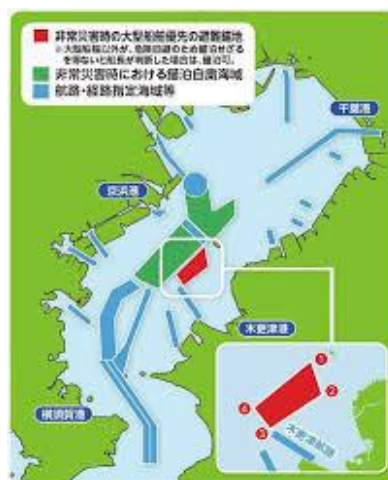 非常災害時の大型船舶優先の避難錨地
※大型船舶以外が、危険回避のため錨泊せざる
を得ないと船長が判断した場合は、錨泊可。
非常災害時における錨泊自粛海域
航路・経路指定海域等
千葉港
京浜港
木更津港
横須賀港
①
②
④
③
木更津航路